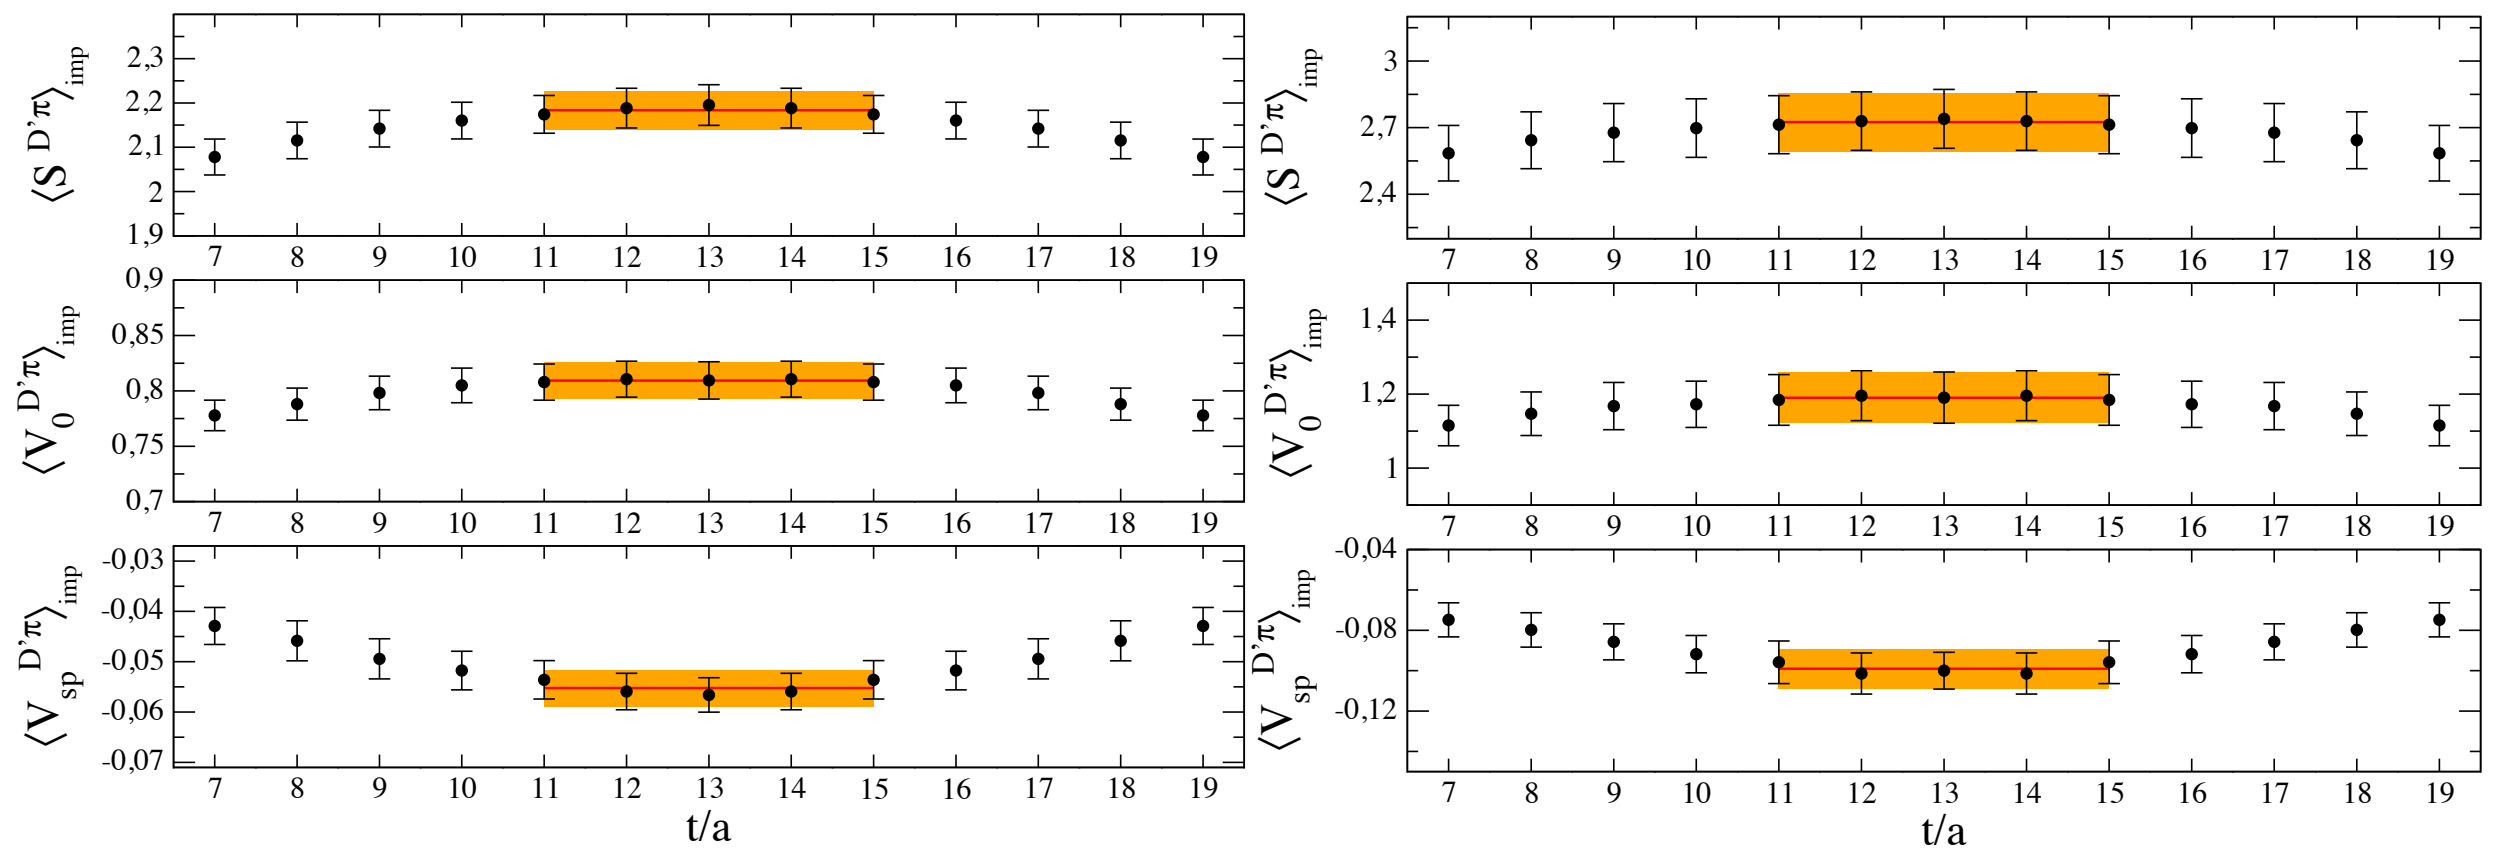 ⟨S D’π⟩imp
2,3
2,2
2,1
2
1,9
7 8 9 10 11 12 13 14 15 16 17 18 19
⟨S D’π⟩imp
3
2,7
2,4
7 8 9 10 11 12 13 14 15 16 17 18 19
⟨V0 D’π⟩imp
0,9
0,85
0,8
0,75
0,7
7 8 9 10 11 12 13 14 15 16 17 18 19
⟨V0 D’π⟩imp
1,4
1,2
1
7 8 9 10 11 12 13 14 15 16 17 18 19
⟨Vsp D’π⟩imp
-0,03
-0,04
-0,05
-0,06
-0,07
7 8 9 10 11 12 13 14 15 16 17 18 19
t/a
⟨Vsp D’π⟩imp
-0,04
-0,08
-0,12
7 8 9 10 11 12 13 14 15 16 17 18 19
t/a